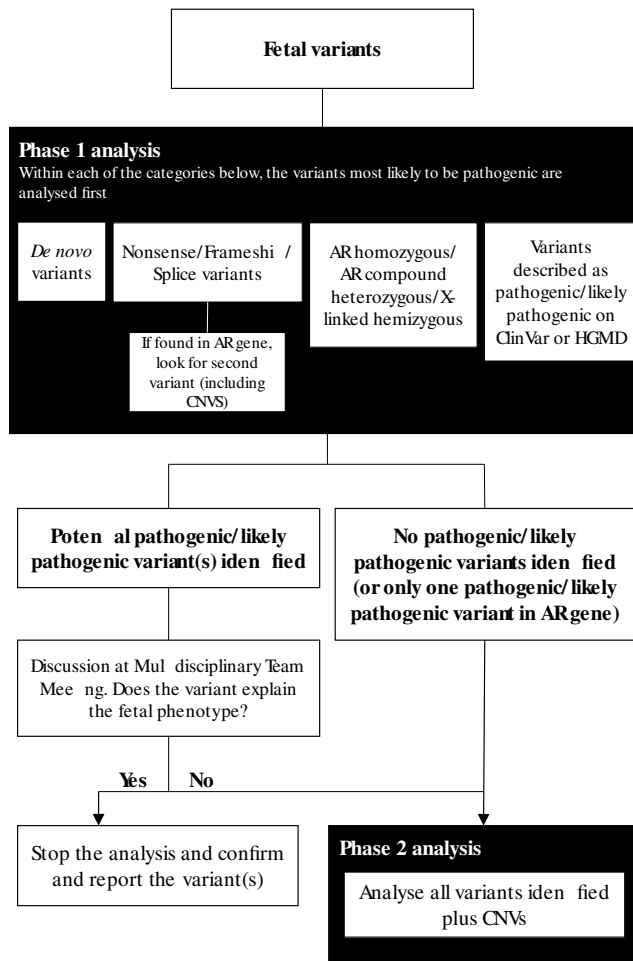 Fetal variants
Phase 1 analysis
Within each of the categories below, the variants most likely to be pathogenic are
analysed first
De novo
variants
Nonsense/Frameshi /
Splice variants
If found in AR gene,
look for second
variant (including
CNVS)
AR homozygous/
AR compound
heterozygous/X-
linked hemizygous
Variants
described as
pathogenic/likely
pathogenic on
ClinVar or HGMD
Poten al pathogenic/likely
pathogenic variant(s) iden fied
No pathogenic/likely
pathogenic variants iden fied
(or only one pathogenic/likely
pathogenic variant in AR gene)
Discussion at Mul disciplinary Team
Mee ng. Does the variant explain
the fetal phenotype?
Yes
No
Stop the analysis and confirm
and report the variant(s)
Phase 2 analysis
Analyse all variants iden fied
plus CNVs